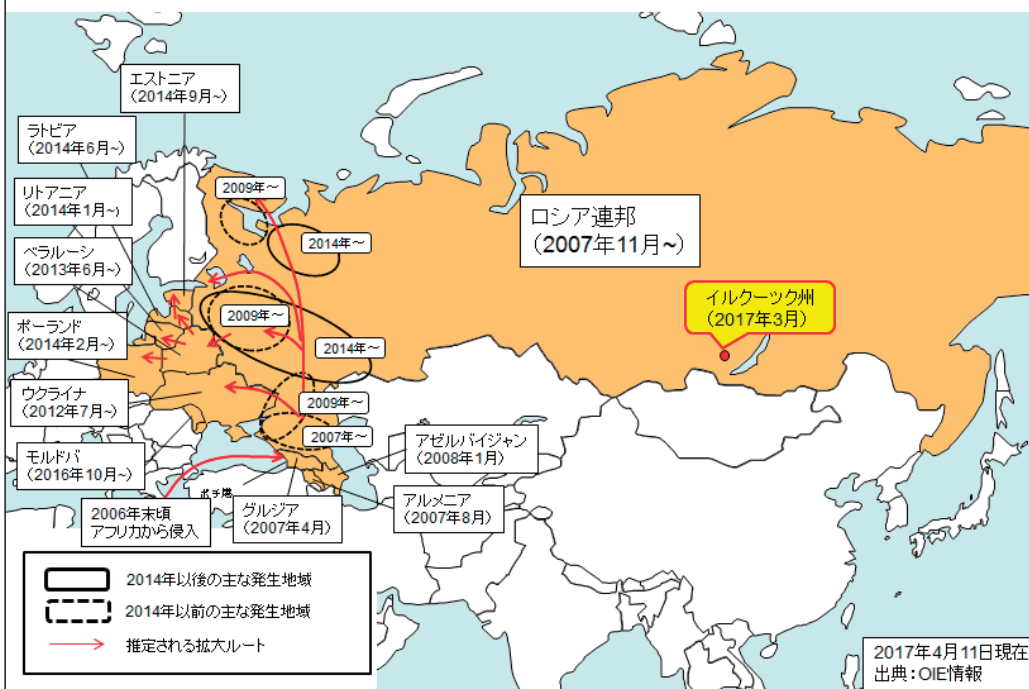 エストニア
（2014年9月~）
ラトビア
（2014年6月~）
リトアニア
（2014年1月~）
ベラルーシ
（2013年6月~）
ポーランド
（2014年2月~）
ウクライナ
（2012年7月~）
モルドバ
（2016年10月~）
2006年末頃
アフリカから侵入
ポチ港
グルジア
（2007年4月）
アルメニア
（2007年8月）
アゼルバイジャン
（2008年1月）
2009年～
2014年～
2009年～
2014年～
2009年～
2007年～
ロシア連邦
（2007年11月~）
イルクーツク州
（2017年3月）
2014年以後の主な発生地域
2014年以前の主な発生地域
推定される拡大ルート
2017年4月11日現在
出典：OIE情報